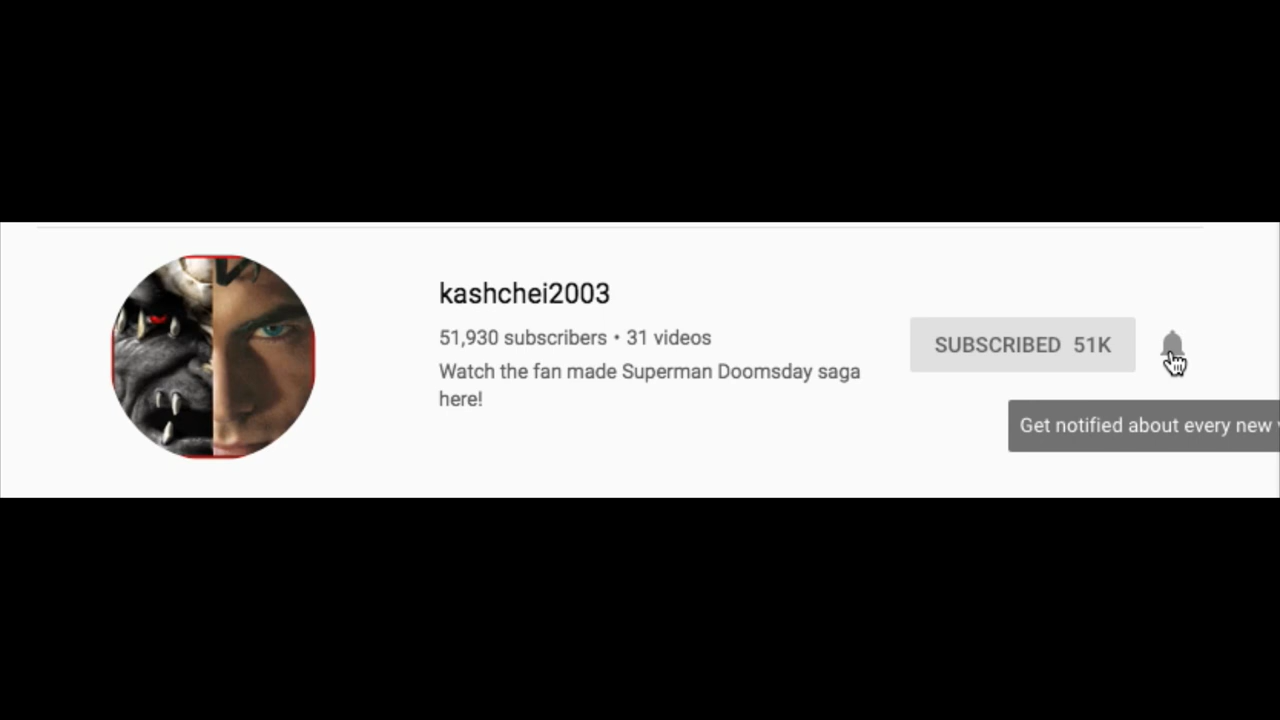 kashchei2003
51,930 subscribers • 31 videos
Watch the fan made Superman Doomsday saga
here!
SUBSCRIBED 51K
Get notified about every new